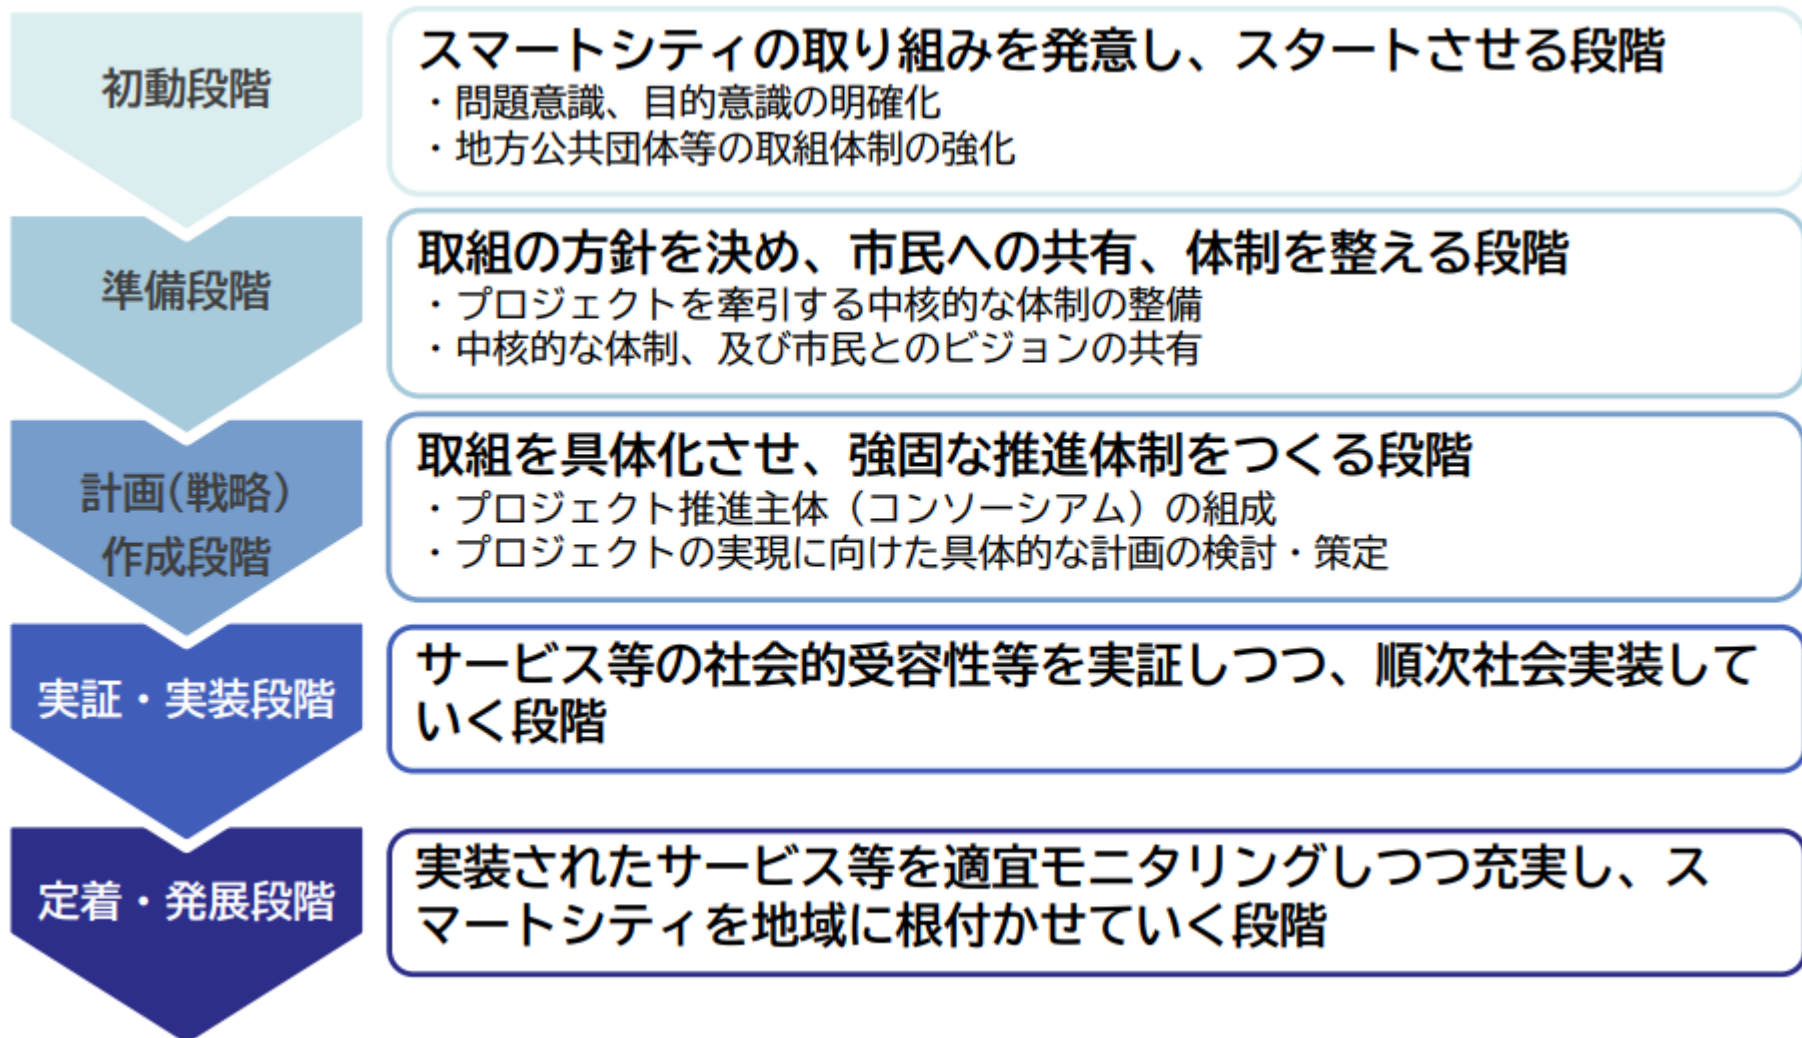 初動段階
スマートシティの取り組みを発意し、スタートさせる段階
・問題意識、目的意識の明確化
・地方公共団体等の取組体制の強化
準備段階
取組の方針を決め、市民への共有、体制を整える段階
・プロジェクトを牽引する中核的な体制の整備
・中核的な体制、及び市民とのビジョンの共有
計画(戦略)
作成段階
取組を具体化させ、強固な推進体制をつくる段階
・プロジェクト推進主体（コンソーシアム）の組成
・プロジェクトの実現に向けた具体的な計画の検討・策定
実証・実装段階
サービス等の社会的受容性等を実証しつつ、順次社会実装して
いく段階
定着・発展段階
実装されたサービス等を適宜モニタリングしつつ充実し、ス
マートシティを地域に根付かせていく段階